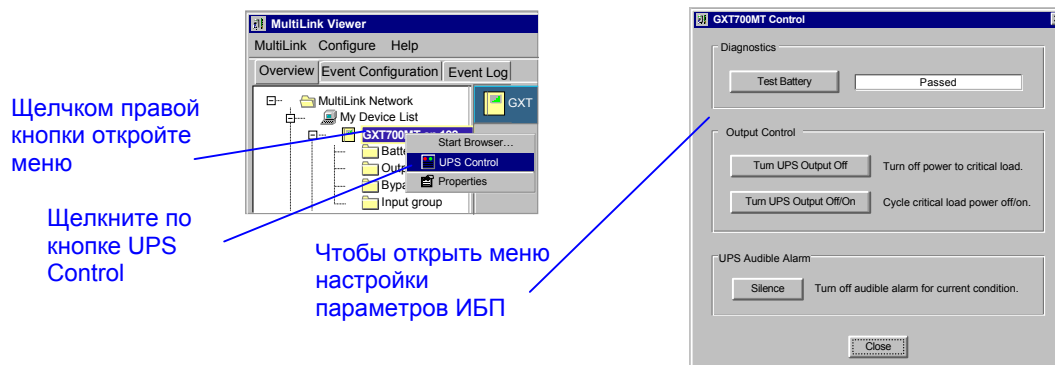 MultiLink Viewer
MultiLink Configure Help
Overview Event Configuration Event Log
MultiLink Network
My Device List
GXT700MT on
Start Browser...
UPS Control
Properties
Input group
GXT
Щелчком правой
кнопки откройте
меню
Щелкните по
кнопке UPS
Control
Чтобы открыть меню
настройки
параметров ИБП
GXT700MT Control
Diagnostics
Test Battery Passed
Output Control
Turn UPS Output Off Turn off power to critical load.
Turn UPS Output Off/On Cycle critical load power off/on.
UPS Audible Alarm
Silence Turn off audible alarm for current condition.
Close